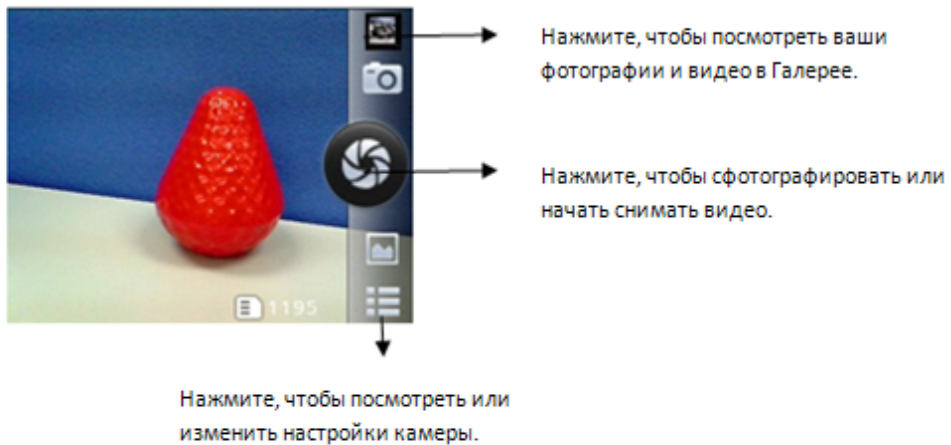 Нажмите, чтобы посмотреть ваши
фотографии и видео в Галерее.
Нажмите, чтобы сфотографировать или
начать снимать видео.
1195
Нажмите, чтобы посмотреть или
изменить настройки камеры.